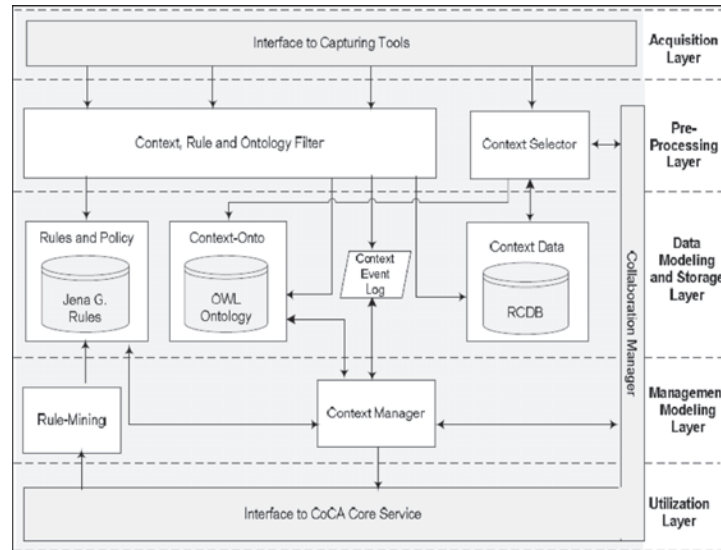 Interface to Capturing Tools
Acquisition
Layer
Context, Rule and Ontology Filter
Context Selector
Pre-
Processing
Layer
Rules and Policy
Jena G.
Rules
Context-Onto
OWL
Ontology
Context
Event
Log
Context Data
RCDB
Data
Modeling
and Storage
Layer
Collaboration Manager
Rule-Mining
Context Manager
Management
Modeling
Layer
Interface to CoCA Core Service
Utilization
Layer